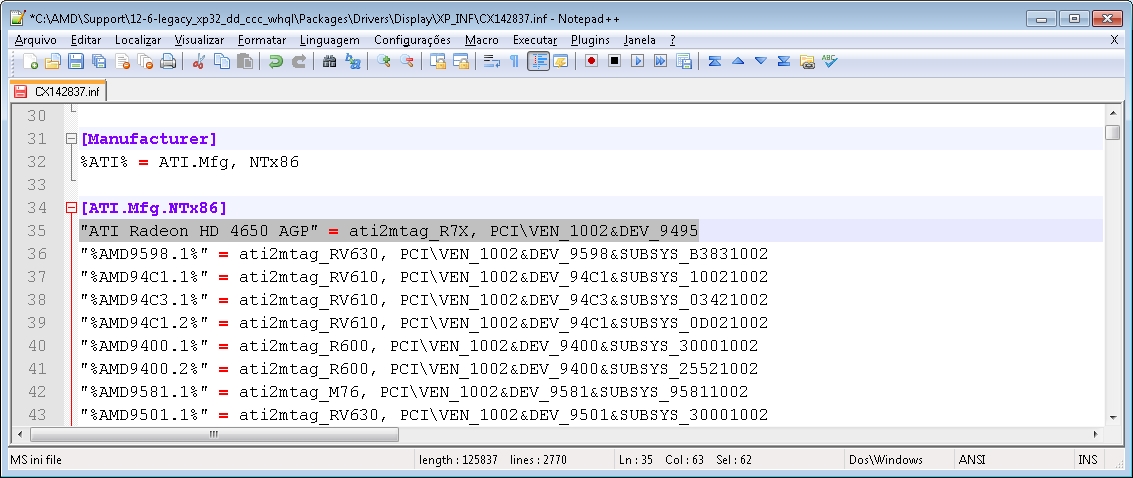 *C:\AMD\Support\12-6-legacy_xp32_dd_ccc_whql\Packages\Drivers\Display\XP_INF\CX142837.inf - Notepad++
Arquivo Editar Localizar Visualizar Formatar Linguagem Configurações Macro Executar Plugins Janela ? X
CX142837.inf
30
31 [Manufacturer]
32 %ATI% = ATI.Mfg, NTx86
33
34 [ATI.Mfg.NTx86]
35 "ATI Radeon HD 4650 AGP" = ati2mtag_R7X, PCI\VEN_1002&DEV_9495
36 "%AMD9598.1%" = ati2mtag_RV630, PCI\VEN_1002&DEV_9598&SUBSYS_B3831002
37 "%AMD94C1.1%" = ati2mtag_RV610, PCI\VEN_1002&DEV_94C1&SUBSYS_10021002
38 "%AMD94C3.1%" = ati2mtag_RV610, PCI\VEN_1002&DEV_94C3&SUBSYS_03421002
39 "%AMD94C1.2%" = ati2mtag_RV610, PCI\VEN_1002&DEV_94C1&SUBSYS_0D021002
40 "%AMD9400.1%" = ati2mtag_R600, PCI\VEN_1002&DEV_9400&SUBSYS_30001002
41 "%AMD9400.2%" = ati2mtag_R600, PCI\VEN_1002&DEV_9400&SUBSYS_25521002
42 "%AMD9581.1%" = ati2mtag_M76, PCI\VEN_1002&DEV_9581&SUBSYS_95811002
43 "%AMD9501.1%" = ati2mtag_RV630, PCI\VEN_1002&DEV_9501&SUBSYS_30001002
MS ini file length : 125837 lines : 2770 Ln : 35 Col : 63 Sel : 62 Dos\Windows ANSI INS